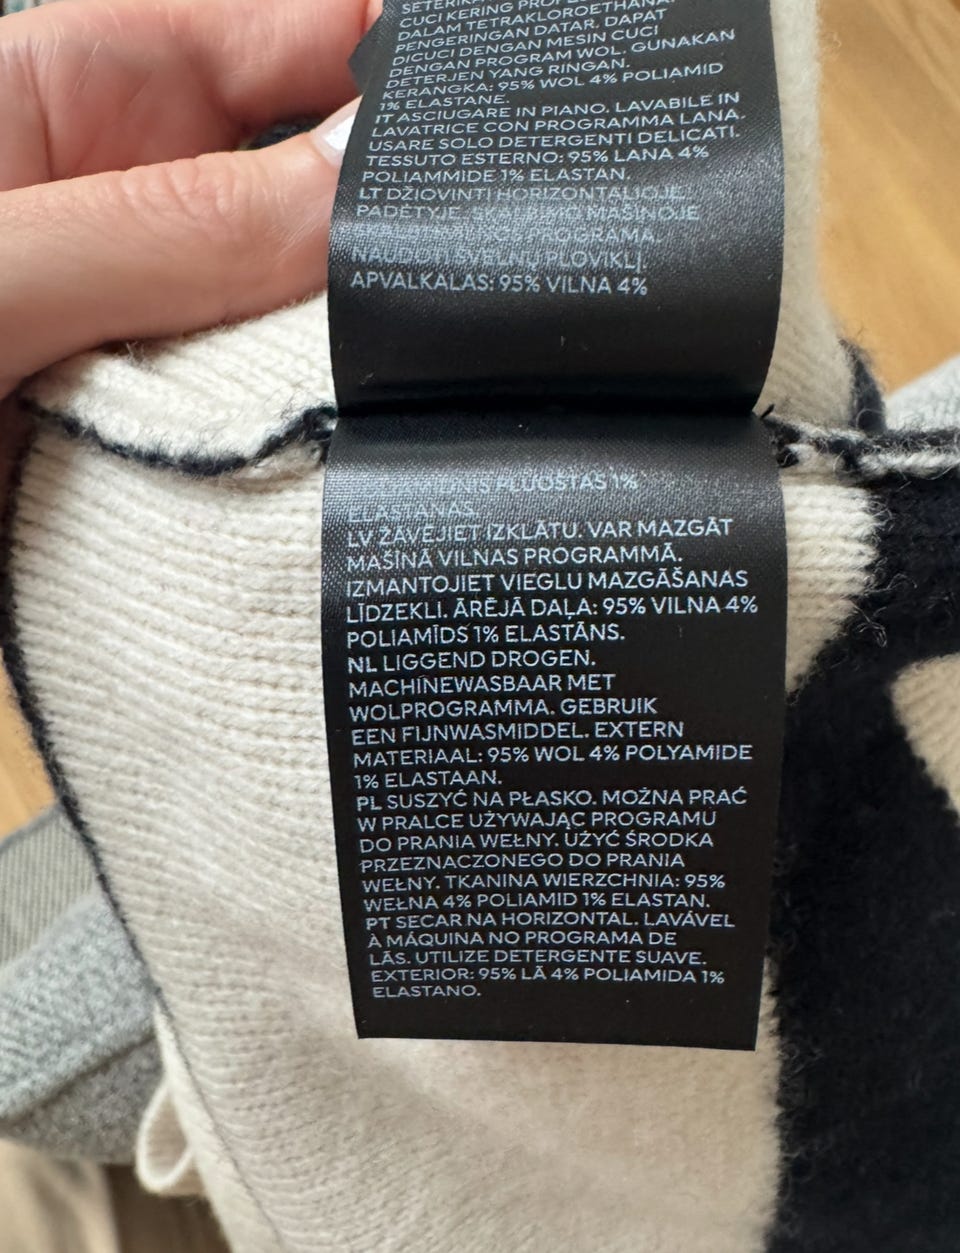 CUCI KERING
DALAM TETRAKLOROETHANA.
PENGERINGAN DATAR. DAPAT
DICUCI DENGAN MESIN CUCI
DENGAN PROGRAM WOL. GUNAKAN
DETERJEN YANG RINGAN.
KERANGKA: 95% WOL 4% POLIAMID
1% ELASTANE.
IT ASCIUGARE IN PIANO. LAVABILE IN
LAVATRICE CON PROGRAMMA LANA.
USARE SOLO DETERGENTI DELICATI.
TESSUTO ESTERNO: 95% LANA 4%
POLIAMMIDE 1% ELASTAN.
LT DŽIOVINTI HORIZONTALIOJE
PADĖTYJE. SKALBIMO MAŠINOJE
PROGRAMA.
NAUDOTI ŠVELNŲ PLOVIKLĮ.
APVALKALAS: 95% VILNA 4%
PLUOŠTAS 1%
ELASTANAS.
LV ŽĀVĒJIET IZKLĀTU. VAR MAZGĀT
MAŠĪNĀ VILNAS PROGRAMMĀ.
IZMANTOJIET VIEGLU MAZGĀŠANAS
LĪDZEKLI. ĀRĒJĀ DAĻA: 95% VILNA 4%
POLIAMĪDS 1% ELASTĀNS.
NL LIGGEND DROGEN.
MACHINEWASBAAR MET
WOLPROGRAMMA. GEBRUIK
EEN FIJNWASMIDDEL. EXTERN
MATERIAAL: 95% WOL 4% POLYAMIDE
1% ELASTAAN.
PL SUSZYĆ NA PŁASKO. MOŻNA PRAĆ
W PRALCE UŻYWAJĄC PROGRAMU
DO PRANIA WEŁNY. UŻYĆ ŚRODKA
PRZEZNACZONEGO DO PRANIA
WEŁNY. TKANINA WIERZCHNIA: 95%
WEŁNA 4% POLIAMID 1% ELASTAN.
PT SECAR NA HORIZONTAL. LAVÁVEL
À MÁQUINA NO PROGRAMA DE
LÃS. UTILIZE DETERGENTE SUAVE.
EXTERIOR: 95% LÃ 4% POLIAMIDA 1%
ELASTANO.